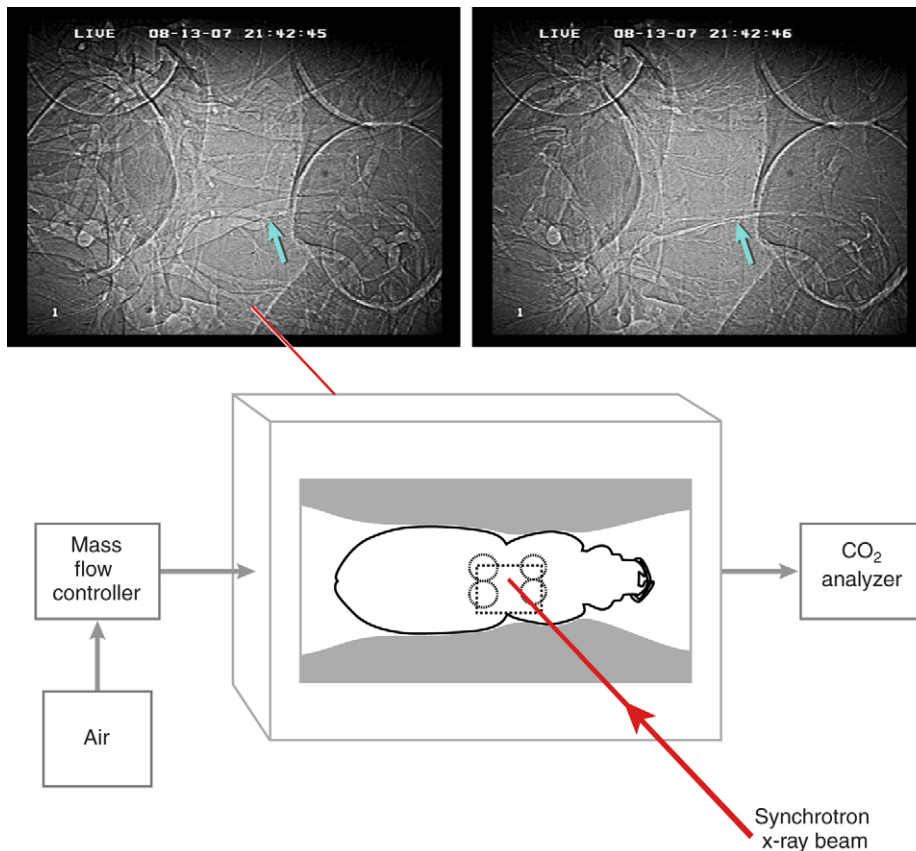 LIVE 08-13-07 21:42:45
1
LIVE 08-13-07 21:42:46
1
Mass
flow
controller
Air
CO₂
analyzer
Synchrotron
x-ray beam